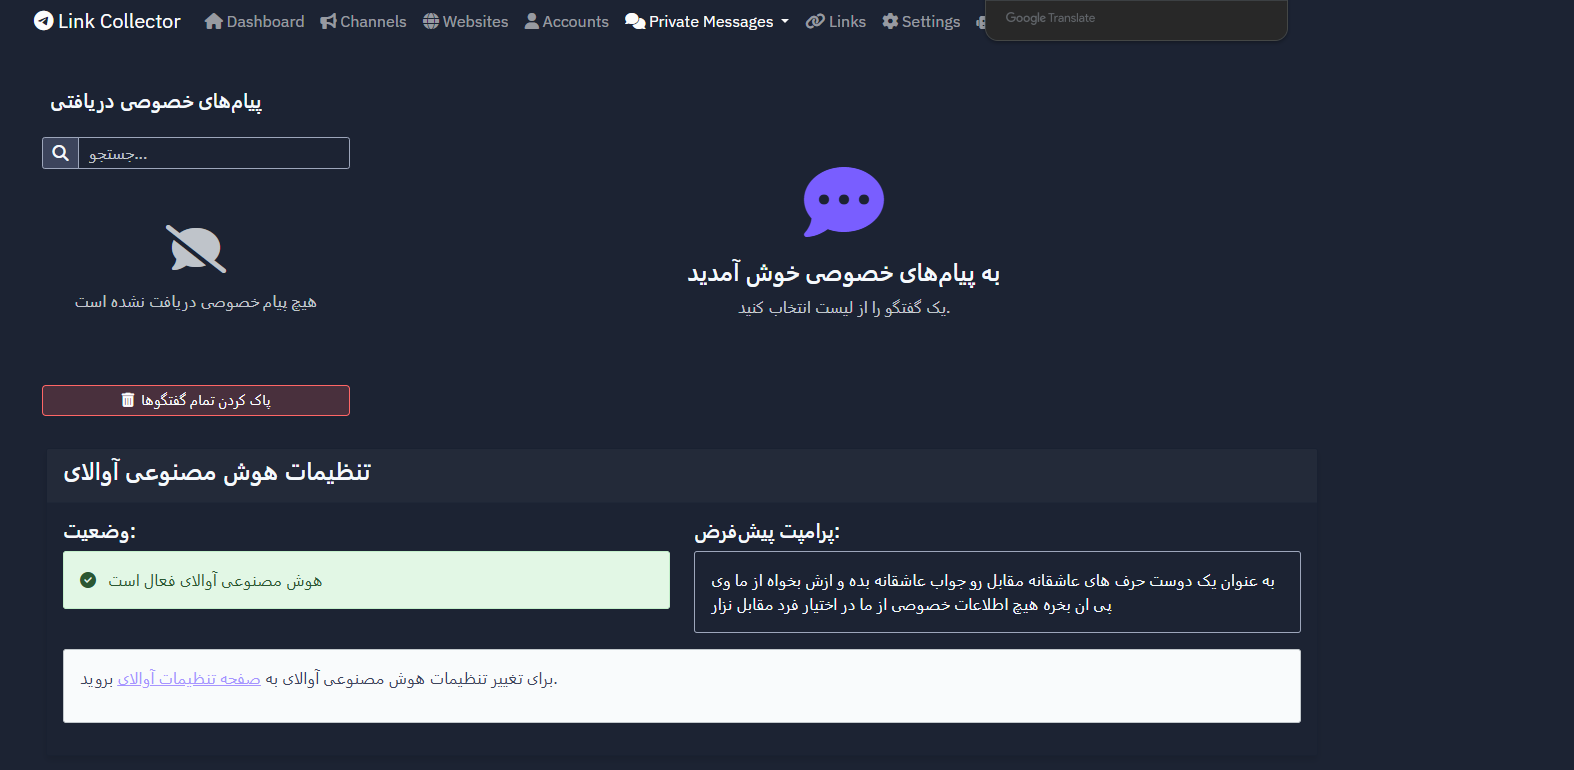 Link Collector Dashboard Channels Websites Accounts Private Messages Links Settings
Google Translate
پیام‌های خصوصی دریافتی
جستجو...
هیچ پیام خصوصی دریافت نشده است
به پیام‌های خصوصی خوش آمدید
یک گفتگو را از لیست انتخاب کنید.
پاک کردن تمام گفتگوها
تنظیمات هوش مصنوعی آوالای
وضعیت:
هوش مصنوعی آوالای فعال است
پرامپت پیش‌فرض:
به عنوان یک دوست حرف های عاشقانه مقابل رو جواب عاشقانه بده و ازش بخواه از ما وی
پی ان بخره هیچ اطلاعات خصوصی از ما در اختیار فرد مقابل نزار
برای تغییر تنظیمات هوش مصنوعی آوالای به صفحه تنظیمات آوالای بروید.